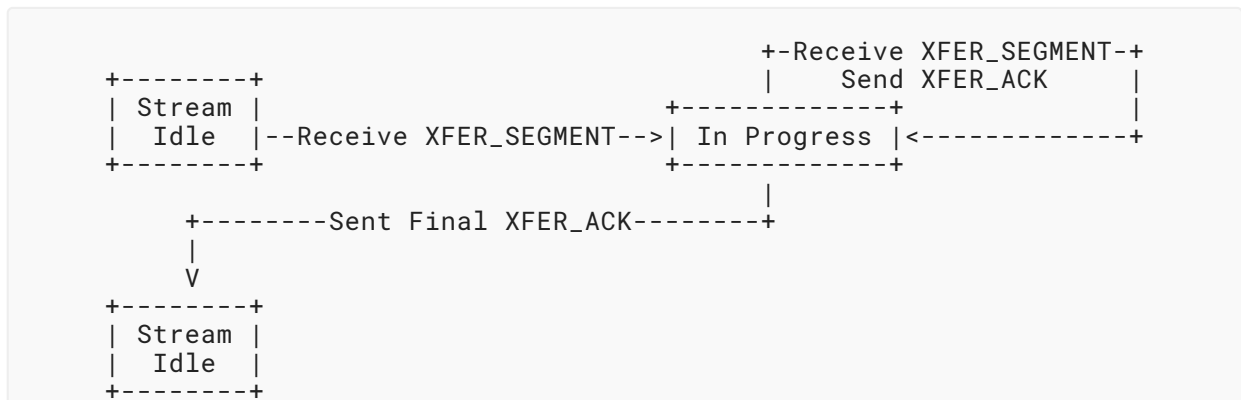 +-Receive XFER_SEGMENT-+
+--------+                               |    Send XFER_ACK     |
| Stream |                         +-------------+              |
|  Idle  |--Receive XFER_SEGMENT-->| In Progress |<-------------+
+--------+                         +-------------+
                                         |
     +--------Sent Final XFER_ACK--------+
     |
     V
+--------+
| Stream |
|  Idle  |
+--------+